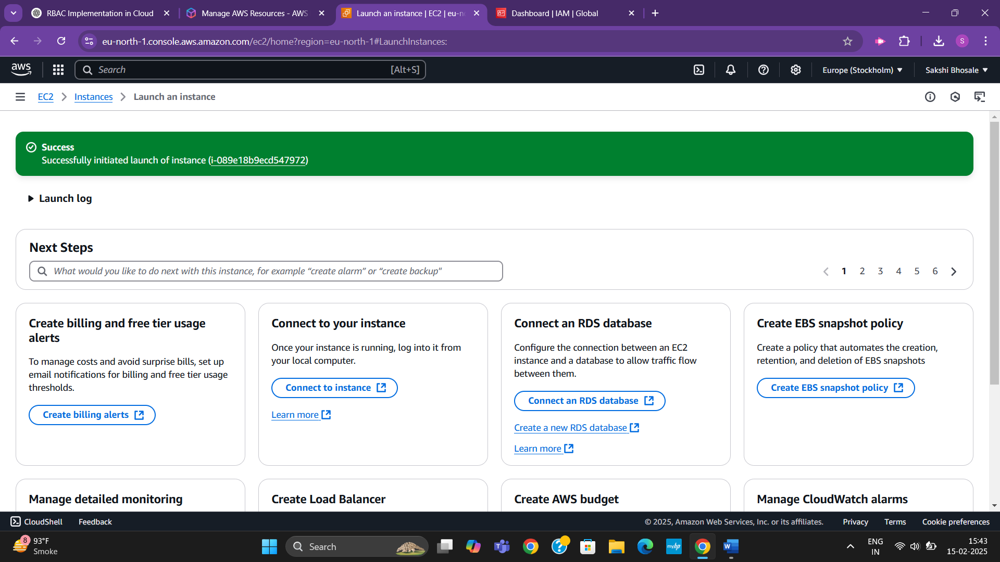 RBAC Implementation in Cloud
Manage AWS Resources - AWS
Launch an instance | EC2 | eu-no
Dashboard | IAM | Global
eu-north-1.console.aws.amazon.com/ec2/home?region=eu-north-1#LaunchInstances:
S
aws
Search
[Alt+S]
Europe (Stockholm)
Sakshi Bhosale
EC2
Instances
Launch an instance
Success
Successfully initiated launch of instance (i-089e18b9ecd547972)
Launch log
Next Steps
What would you like to do next with this instance, for example “create alarm” or “create backup"
1 2 3 4 5 6
Create billing and free tier usage
alerts
To manage costs and avoid surprise bills, set up
email notifications for billing and free tier usage
thresholds.
Create billing alerts
Connect to your instance
Once your instance is running, log into it from
your local computer.
Connect to instance
Learn more
Connect an RDS database
Configure the connection between an EC2
instance and a database to allow traffic flow
between them.
Connect an RDS database
Create a new RDS database
Learn more
Create EBS snapshot policy
Create a policy that automates the creation,
retention, and deletion of EBS snapshots
Create EBS snapshot policy
Manage detailed monitoring
Create Load Balancer
Create AWS budget
Manage CloudWatch alarms
CloudShell
Feedback
© 2025, Amazon Web Services, Inc. or its affiliates.
Privacy
Terms
Cookie preferences
8
93°F
Smoke
Search
myhp
ENG
IN
15:43
15-02-2025